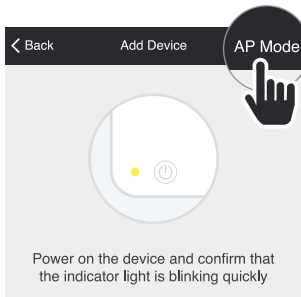 Back Add Device AP Mode
Power on the device and confirm that
the indicator light is blinking quickly